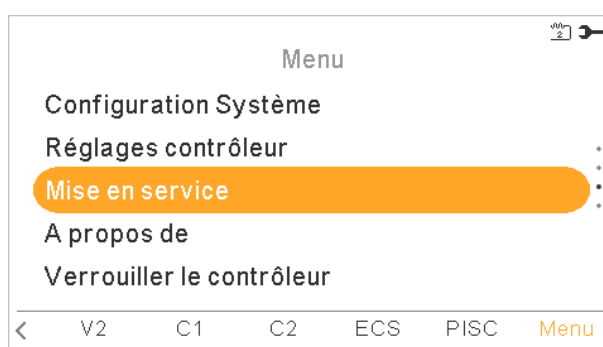 2
Menu
Configuration Système
Réglages contrôleur
Mise en service
A propos de
Verrouiller le contrôleur
< V2 C1 C2 ECS PISC Menu